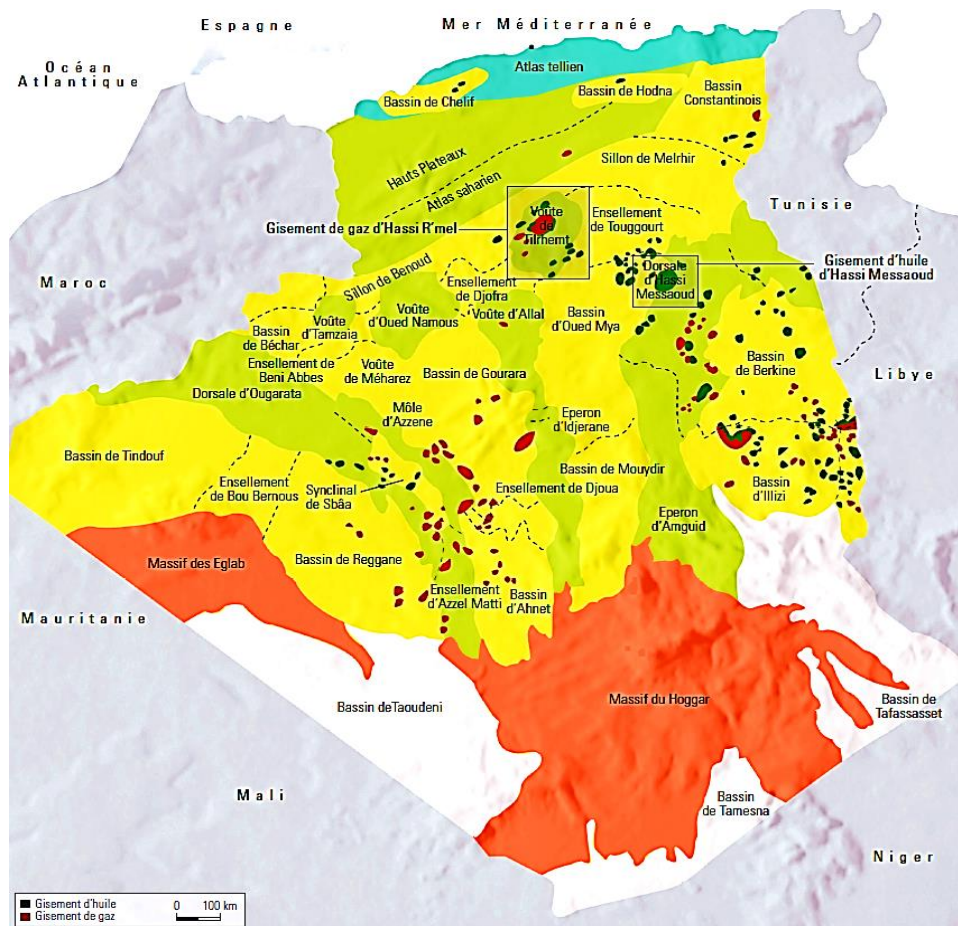 Espagne
Mer Méditerranée
Océan
Atlantique
Atlas tellien
Bassin de Chelif
Bassin de Hodna
Bassin
Constantinois
Hauts Plateaux
Atlas saharien
Sillon de Melrhir
Tunisie
Gisement de gaz d'Hassi R'mel
Voûte
de
Tilrhemt
Ensellement
de Touggourt
Gisement d'huile
d'Hassi Messaoud
Dorsale
d'Hassi
Messaoud
Maroc
Sillon de Benoud
Ensellement
de Djofra
Voûte
d'Oued Namous
Voûte d'Allal
Bassin
d'Oued Mya
Voûte
d'Tamzaia
Bassin
de Béchar
Ensellement de
Beni Abbes
Voûte
de Méharez
Bassin de Gourara
Bassin
de Berkine
Libye
Dorsale d'Ougarata
Môle
d'Azzene
Eperon
d'Idjerane
Bassin de Tindouf
Ensellement
de Bou Bernous
Synclinal
de Sbâa
Bassin de Mouydir
Ensellement de Djoua
Bassin
d'Illizi
Eperon
d'Amguid
Massif des Eglab
Bassin de Reggane
Ensellement
d'Azzel Matti
Bassin
d'Ahnet
Mauritanie
Bassin deTaoudeni
Massif du Hoggar
Bassin de
Tafassasset
Mali
Bassin
de Tamesna
Niger
Gisement d'huile
Gisement de gaz
0 100 km